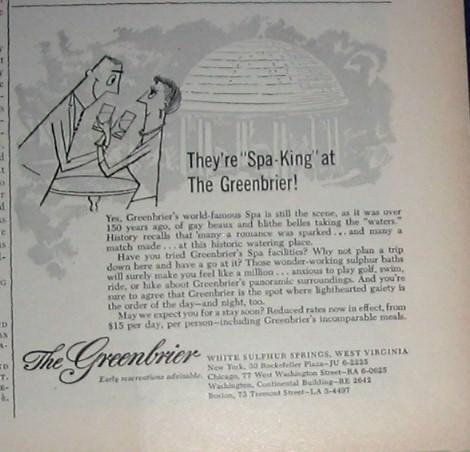 They're "Spa-King" at
The Greenbrier!
Yes, Greenbrier's world-famous Spa is still the scene, as it was over
150 years ago, of gay beaux and blithe belles taking the "waters."
History recalls that 'many a romance was sparked... and many a
match made... at this historic watering place.
Have you tried Greenbrier's Spa facilities? Why not plan a trip
down here and have a go at it? Those wonder-working sulphur baths
will surely make you feel like a million... anxious to play golf, swim,
ride, or hike about Greenbrier's panoramic surroundings. And you're
sure to agree that Greenbrier is the spot where lighthearted gaiety is
the order of the day—and night, too.
May we expect you for a stay soon? Reduced rates now in effect, from
$15 per day, per person—including Greenbrier's incomparable meals.
The Greenbrier
Early reservations advisable.
WHITE SULPHUR SPRINGS, WEST VIRGINIA
New York, 30 Rockefeller Plaza—JU 6-2225
Chicago, 77 West Washington Street—RA 6-0625
Washington, Continental Building—RE 2642
Boston, 73 Tremont Street—LA 3-4497